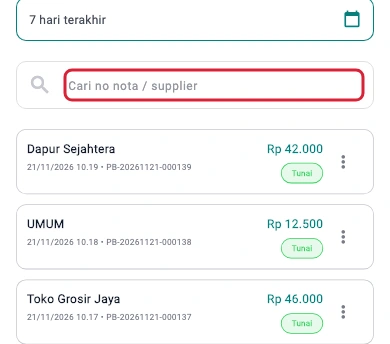 7 hari terakhir
Cari no nota / supplier
Dapur Sejahtera
Rp 42.000
21/11/2026 10.19 • PB-20261121-000139
Tunai
UMUM
Rp 12.500
21/11/2026 10.18 • PB-20261121-000138
Tunai
Toko Grosir Jaya
Rp 46.000
21/11/2026 10.17 • PB-20261121-000137
Tunai